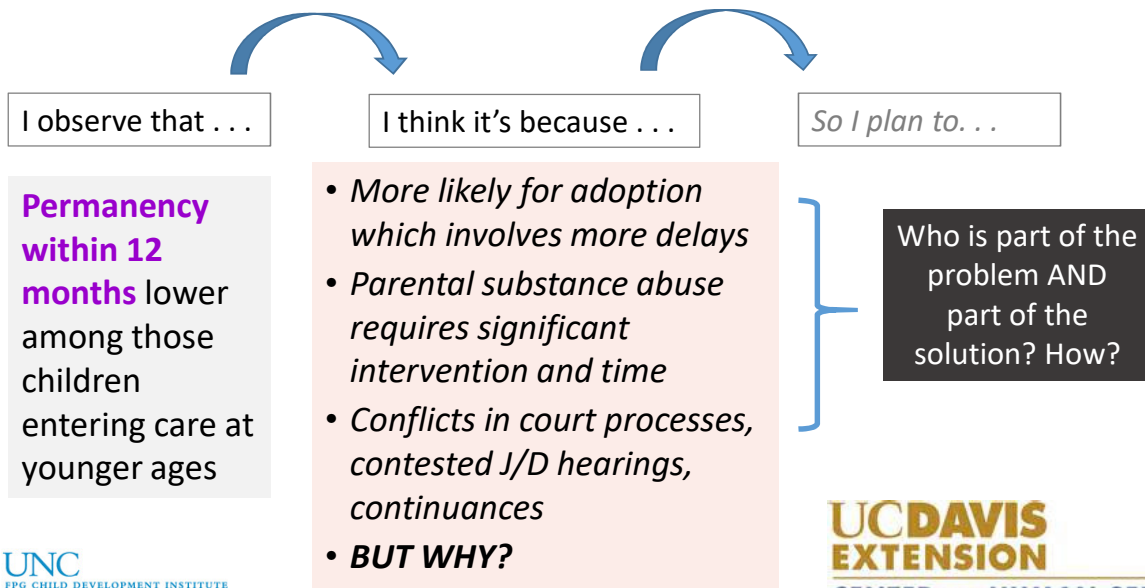 I observe that . . .
I think it's because . . .
So I plan to. . .
Permanency
within 12
months lower
among those
children
entering care at
younger ages
• More likely for adoption
which involves more delays
• Parental substance abuse
requires significant
intervention and time
• Conflicts in court processes,
contested J/D hearings,
continuances
• BUT WHY?
Who is part of the
problem AND
part of the
solution? How?
UNC
FPG CHILD DEVELOPMENT INSTITUTE
UCDAVIS
EXTENSION